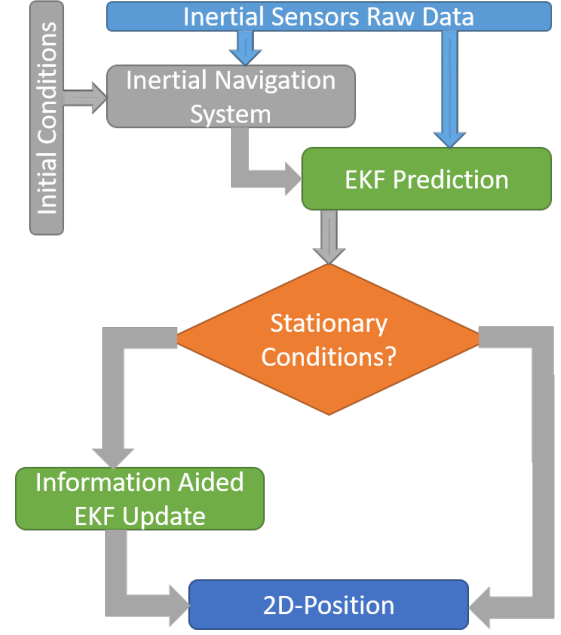 Inertial Sensors Raw Data
Initial Conditions
Inertial Navigation
System
EKF Prediction
Stationary
Conditions?
Information Aided
EKF Update
2D-Position